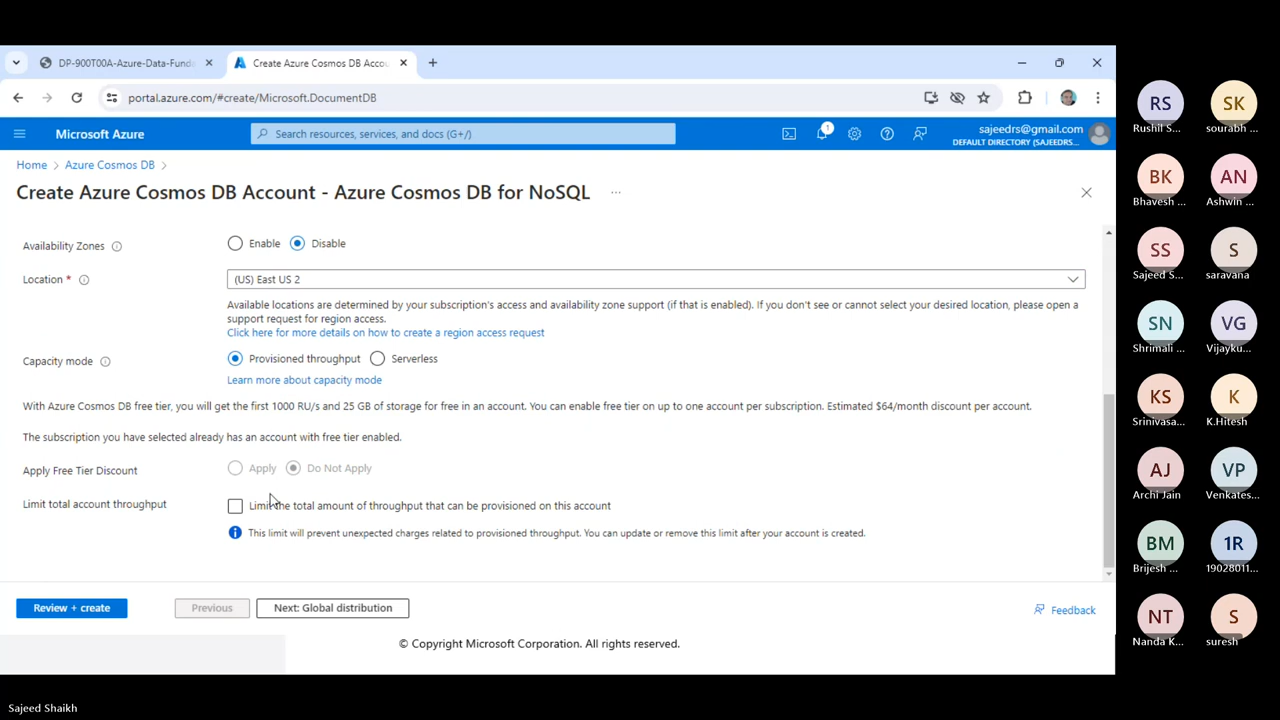 DP-900T00A-Azure-Data-Funda
Create Azure Cosmos DB Accou
portal.azure.com/#create/Microsoft.DocumentDB
Microsoft Azure
Search resources, services, and docs (G+/)
1
sajeedrs@gmail.com
DEFAULT DIRECTORY (SAJEEDRS...
Home > Azure Cosmos DB >
Create Azure Cosmos DB Account - Azure Cosmos DB for NoSQL ...
Availability Zones
Enable
Disable
Location *
(US) East US 2
Available locations are determined by your subscription's access and availability zone support (if that is enabled). If you don't see or cannot select your desired location, please open a
support request for region access.
Click here for more details on how to create a region access request
Capacity mode
Provisioned throughput
Serverless
Learn more about capacity mode
With Azure Cosmos DB free tier, you will get the first 1000 RU/s and 25 GB of storage for free in an account. You can enable free tier on up to one account per subscription. Estimated $64/month discount per account.
The subscription you have selected already has an account with free tier enabled.
Apply Free Tier Discount
Apply
Do Not Apply
Limit total account throughput
Limit the total amount of throughput that can be provisioned on this account
This limit will prevent unexpected charges related to provisioned throughput. You can update or remove this limit after your account is created.
Review + create
Previous
Next: Global distribution
Feedback
© Copyright Microsoft Corporation. All rights reserved.
RS
Rushil S...
SK
sourabh ...
BK
Bhavesh ...
AN
Ashwin ...
SS
Sajeed S...
S
saravana
SN
Shrimali ...
VG
Vijayku...
KS
Srinivasa...
K
K.Hitesh
AJ
Archi Jain
VP
Venkates...
BM
Brijesh ...
1R
19028011...
NT
Nanda K...
S
suresh
Sajeed Shaikh